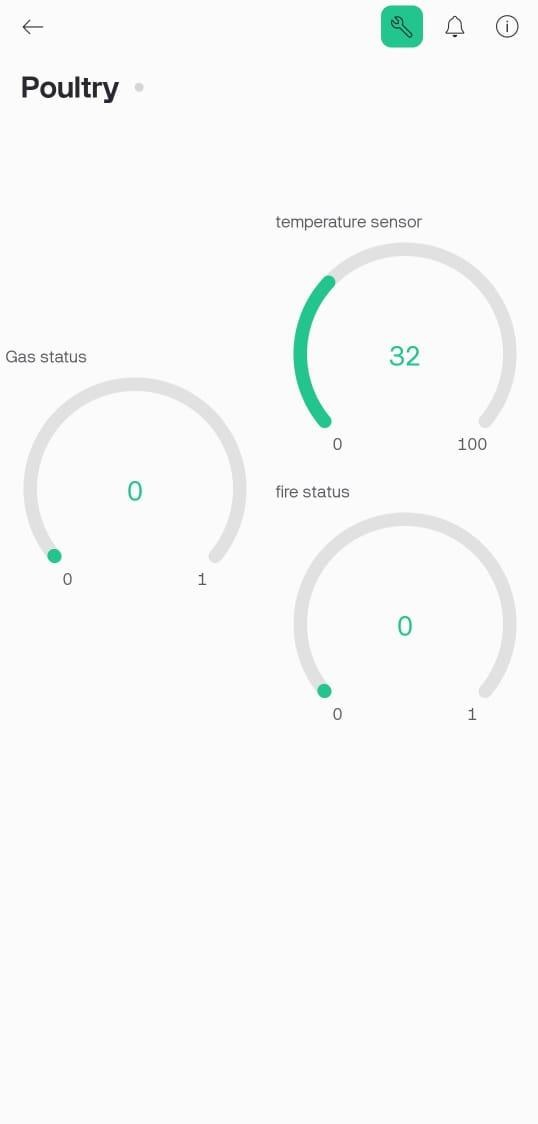 Poultry
temperature sensor
32
0 100
Gas status
0
0 1
fire status
0
0 1